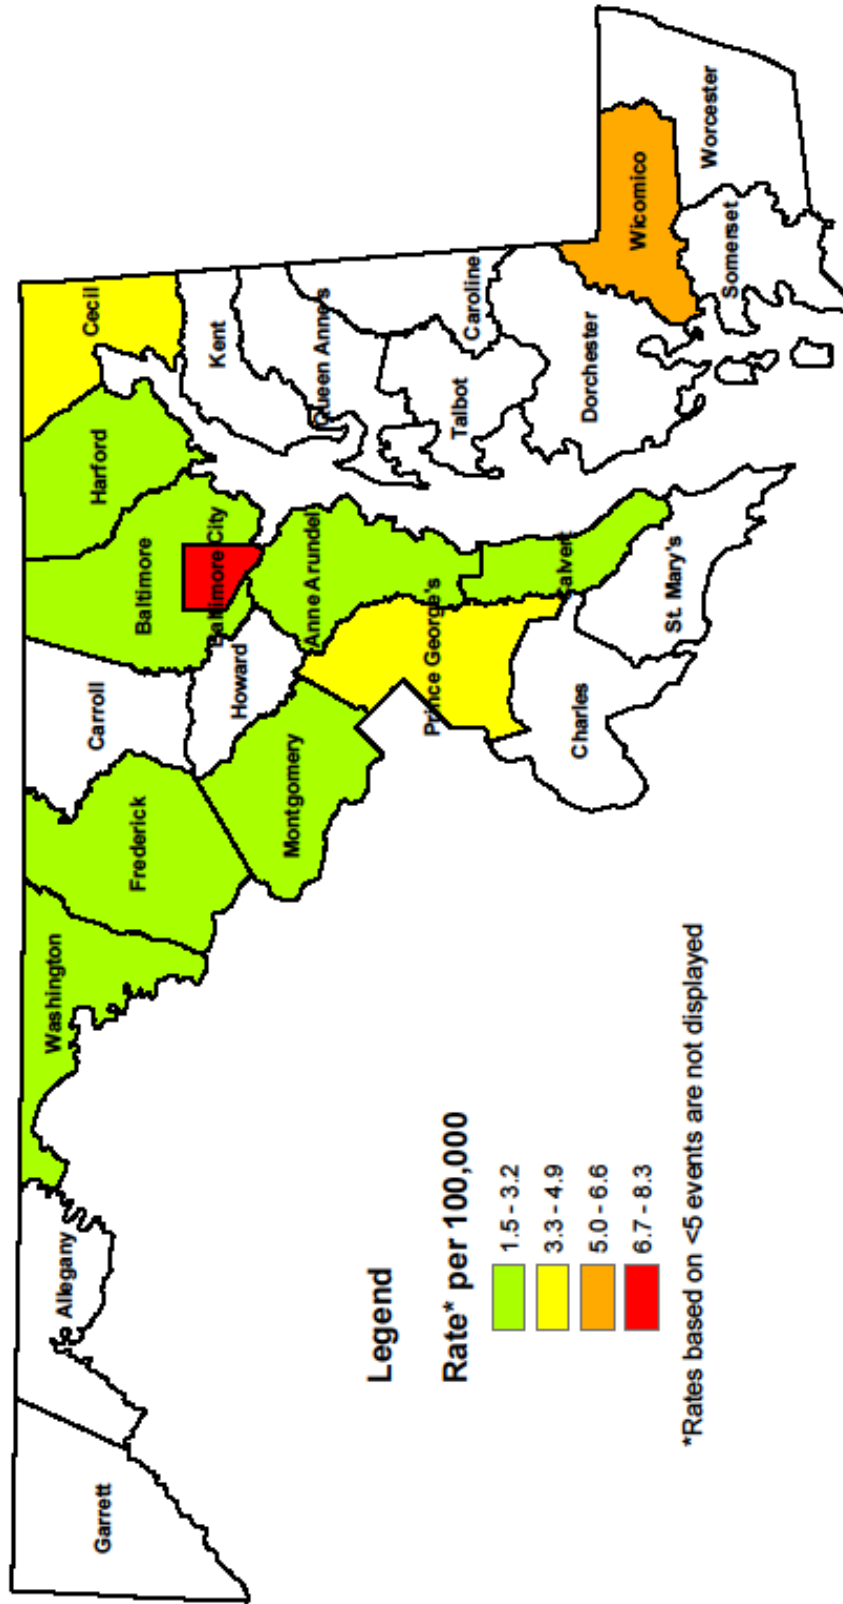 Garrett
Allegany
Washington
Frederick
Carroll
Baltimore
Harford
Cecil
Baltimore City
Howard
Montgomery
Anne Arundel
Prince George's
Calvert
Charles
St. Mary's
Kent
Queen Anne's
Caroline
Talbot
Dorchester
Wicomico
Somerset
Worcester
Legend
Rate* per 100,000
1.5 - 3.2
3.3 - 4.9
5.0 - 6.6
6.7 - 8.3
*Rates based on <5 events are not displayed